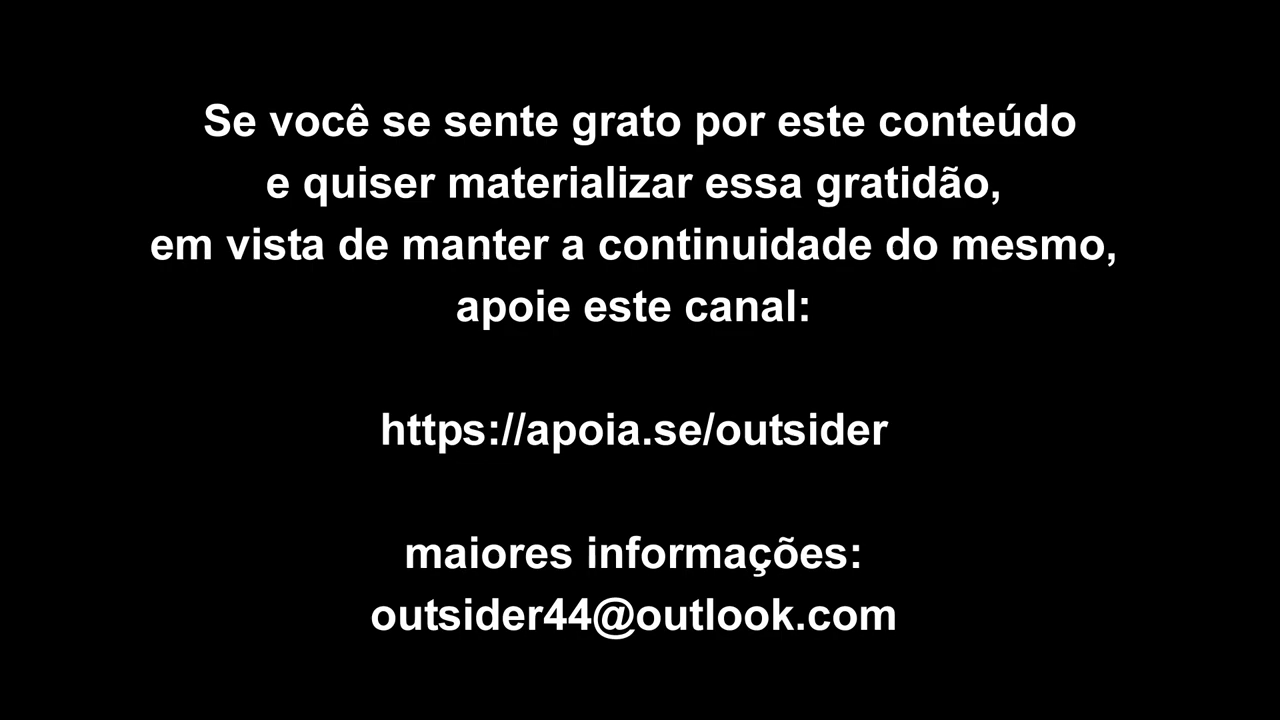 Se você se sente grato por este conteúdo
e quiser materializar essa gratidão,
em vista de manter a continuidade do mesmo,
apoie este canal:
https://apoia.se/outsider
maiores informações:
outsider44@outlook.com